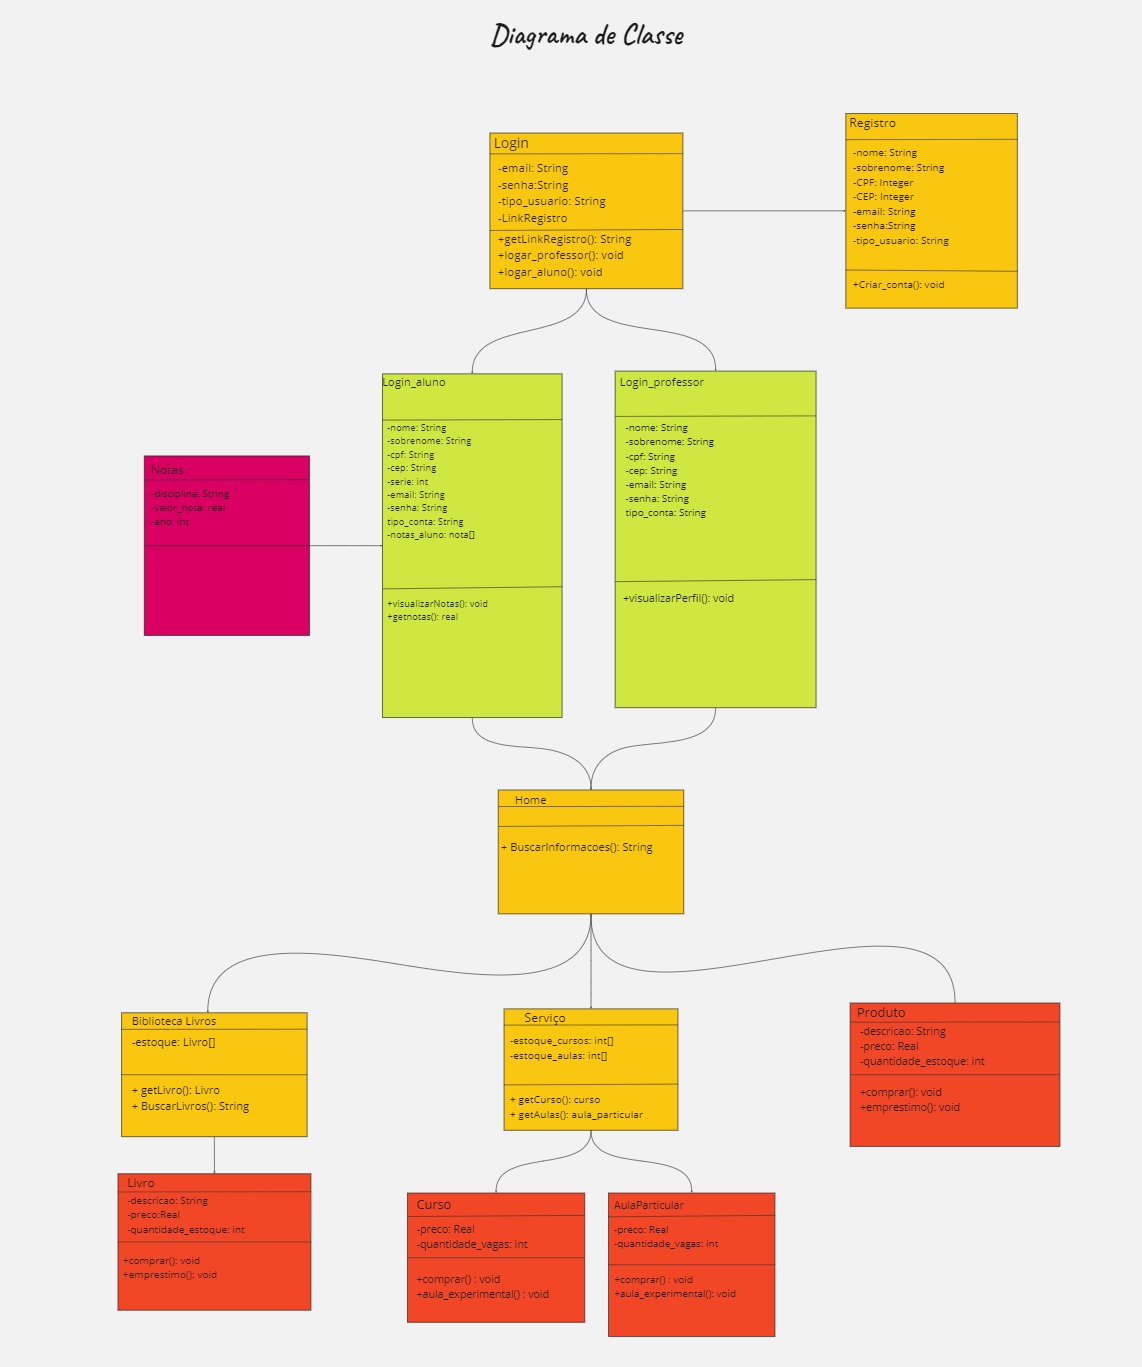 Diagrama de Classe
Login
-email: String
-senha:String
-tipo_usuario: String
-LinkRegistro
+getLinkRegistro(): String
+logar_professor(): void
+logar_aluno(): void
Registro
-nome: String
-sobrenome: String
-CPF: Integer
-CEP: Integer
-email: String
-senha:String
-tipo_usuario: String
+Criar_conta(): void
Login_aluno
-nome: String
-sobrenome: String
-cpf: String
-cep: String
-serie: int
-email: String
-senha: String
tipo_conta: String
-notas_aluno: nota[]
+visualizarNotas(): void
+getnotas(): real
Login_professor
-nome: String
-sobrenome: String
-cpf: String
-cep: String
-email: String
-senha: String
tipo_conta: String
+visualizarPerfil(): void
Notas
-disciplina: String
-valor_nota: real
-ano: int
Home
+ BuscarInformacoes(): String
Biblioteca Livros
-estoque: Livro[]
+ getLivro(): Livro
+ BuscarLivros(): String
Serviço
-estoque_cursos: int[]
-estoque_aulas: int[]
+ getCurso(): curso
+ getAulas(): aula_particular
Produto
-descricao: String
-preco: Real
-quantidade_estoque: int
+comprar(): void
+emprestimo(): void
Livro
-descricao: String
-preco:Real
-quantidade_estoque: int
+comprar(): void
+emprestimo(): void
Curso
-preco: Real
-quantidade_vagas: int
+comprar() : void
+aula_experimental() : void
AulaParticular
-preco: Real
-quantidade_vagas: int
+comprar() : void
+aula_experimental(): void